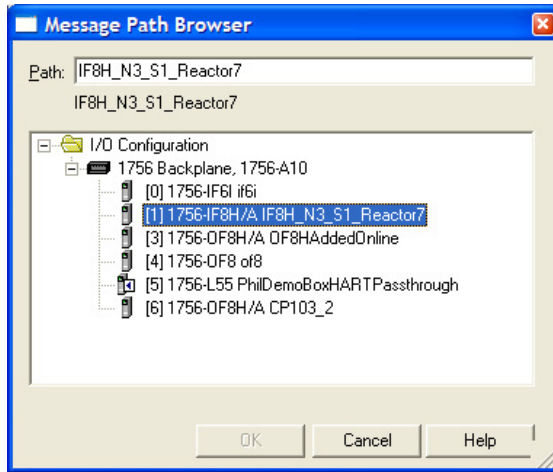 Message Path Browser
Path: IF8H_N3_S1_Reactor7
IF8H_N3_S1_Reactor7
I/O Configuration
1756 Backplane, 1756-A10
[0] 1756-IF6I if6i
[1] 1756-IF8H/A IF8H_N3_S1_Reactor7
[3] 1756-OF8H/A OF8HAddedOnline
[4] 1756-OF8 of8
[5] 1756-L55 PhilDemoBoxHARTPassthrough
[6] 1756-OF8H/A CP103_2
OK Cancel Help